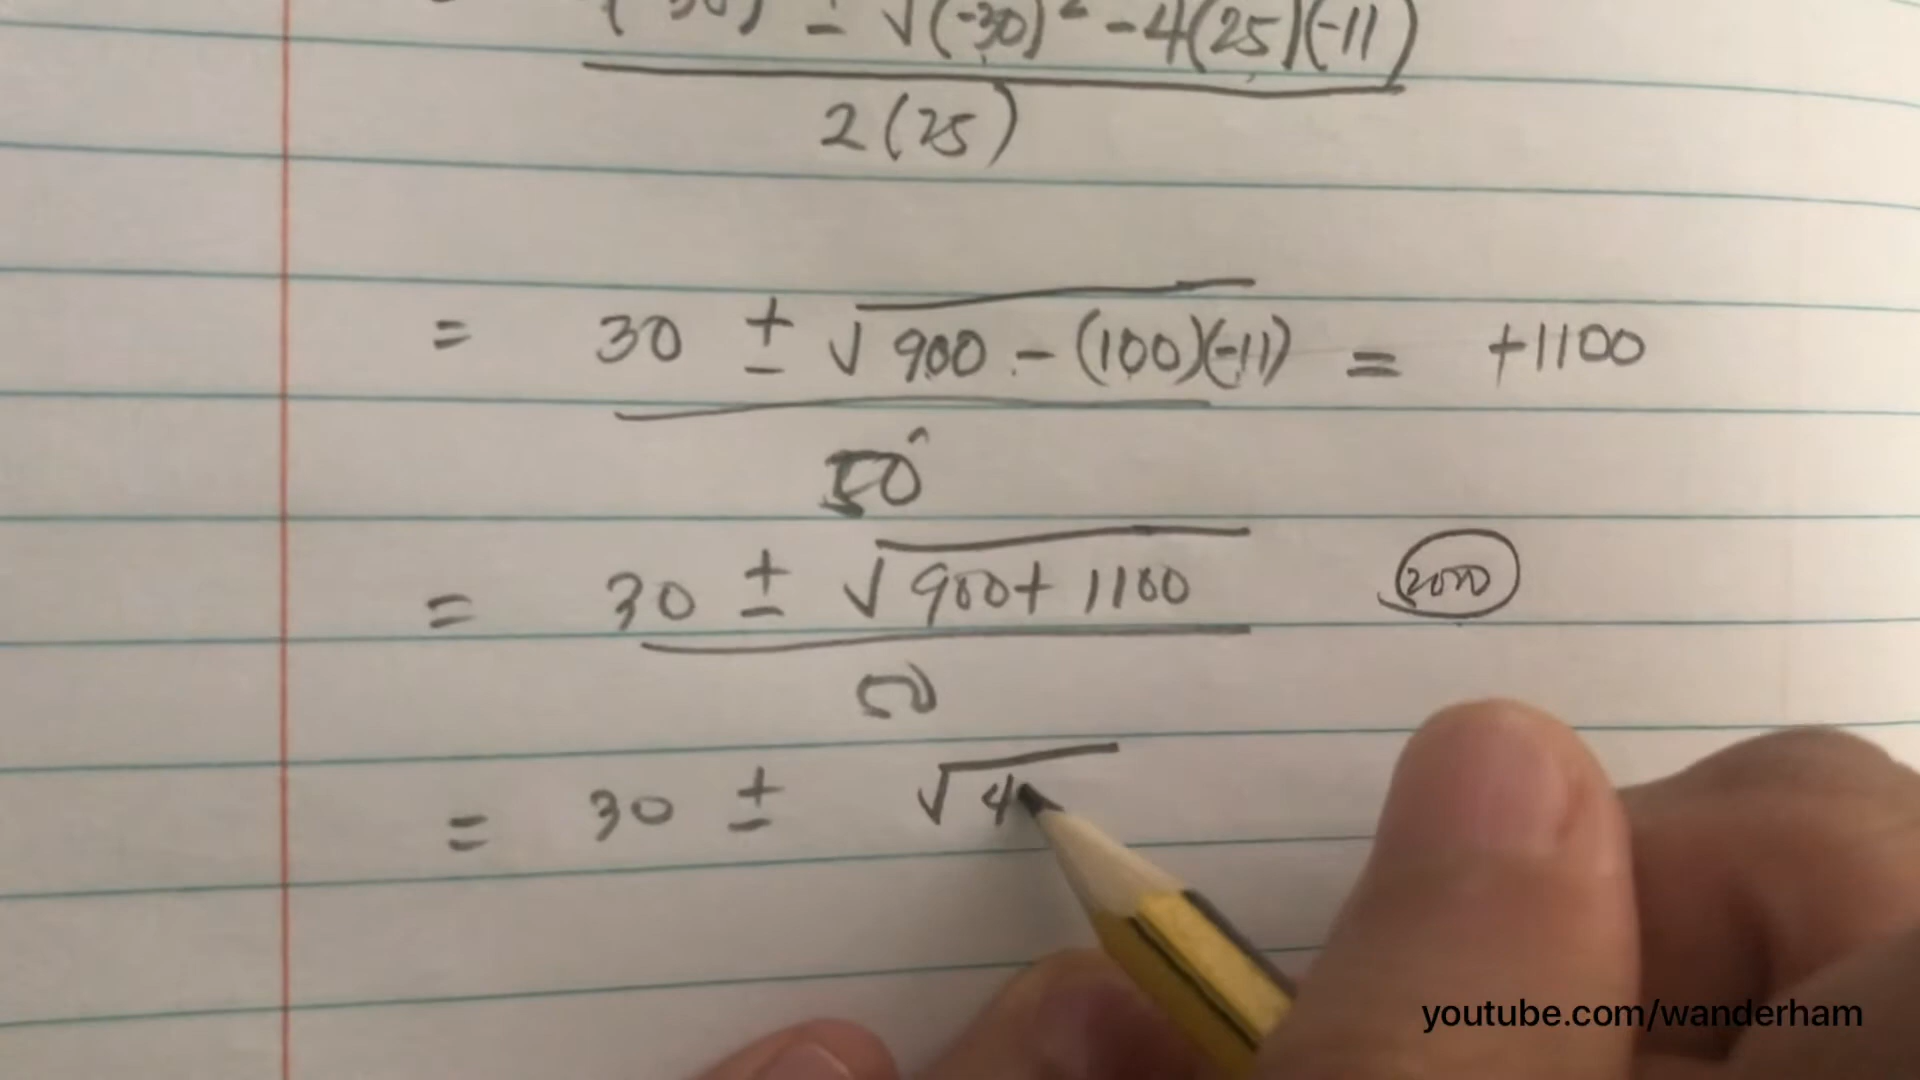 (-30) ± √(-30)² - 4(25)(-11)
2(25)
= 30 ± √900 - (100)(-11) = +1100
50
= 30 ± √900 + 1100 2000
50
= 30 ± √4
youtube.com/wanderham